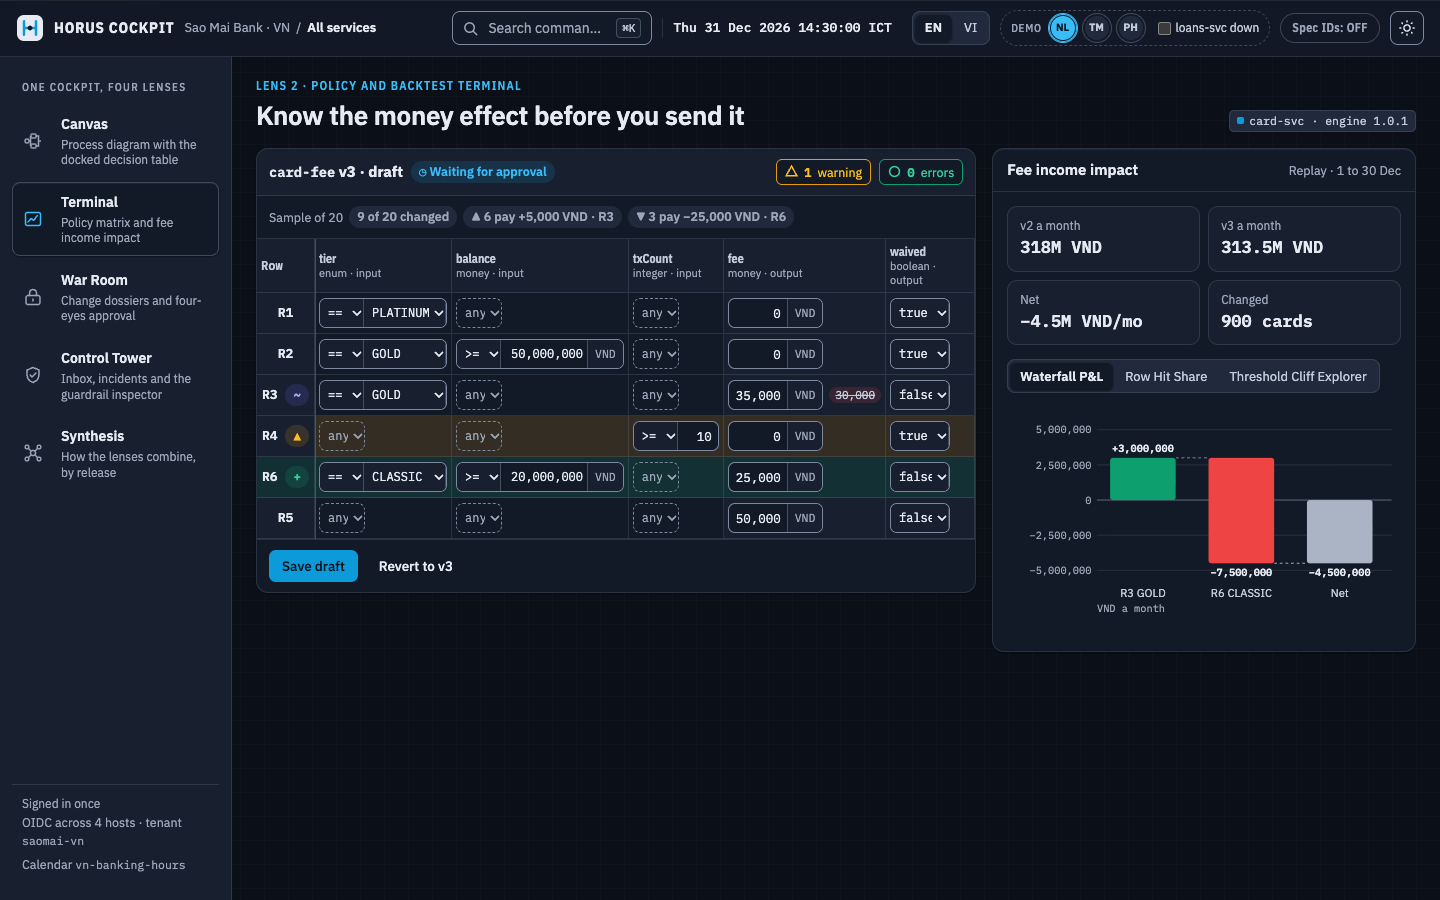 HORUS COCKPIT Sao Mai Bank · VN / All services Search comman... ⌘K Thu 31 Dec 2026 14:30:00 ICT EN VI DEMO NL TM PH loans-svc down Spec IDs: OFF
ONE COCKPIT, FOUR LENSES
Canvas
Process diagram with the
docked decision table
Terminal
Policy matrix and fee
income impact
War Room
Change dossiers and four-
eyes approval
Control Tower
Inbox, incidents and the
guardrail inspector
Synthesis
How the lenses combine,
by release
Signed in once
OIDC across 4 hosts · tenant
saomai-vn
Calendar vn-banking-hours
LENS 2 · POLICY AND BACKTEST TERMINAL
Know the money effect before you send it
card-svc · engine 1.0.1
card-fee v3 · draft Waiting for approval 1 warning 0 errors
Sample of 20 9 of 20 changed ▲ 6 pay +5,000 VND · R3 ▼ 3 pay −25,000 VND · R6
Row tier balance txCount fee waived
enum · input money · input integer · input money · output boolean · output
R1 == PLATINUM any any 0 VND true
R2 == GOLD >= 50,000,000 VND any 0 VND true
R3 ~ == GOLD any any 35,000 VND 30,000 false
R4 ▲ any any >= 10 0 VND true
R6 + == CLASSIC >= 20,000,000 VND any 25,000 VND false
R5 any any any 50,000 VND false
Save draft Revert to v3
Fee income impact Replay · 1 to 30 Dec
v2 a month v3 a month
318M VND 313.5M VND
Net Changed
−4.5M VND/mo 900 cards
Waterfall P&L Row Hit Share Threshold Cliff Explorer
5,000,000
+3,000,000
2,500,000
0
−2,500,000
−5,000,000
−7,500,000 −4,500,000
R3 GOLD R6 CLASSIC Net
VND a month